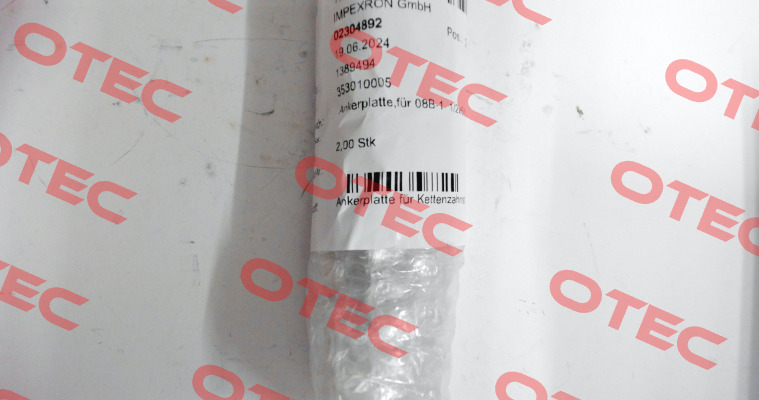 IMPEXRON GmbH
02304892
Pos.
19.06.2024
1389494
353010005
Ankerplatte,für 08B-1
2,00 Stk
Ankerplatte für
OTEC
OTEC
OTEC
OTEC
OTEC
OTEC
OTEC
OTEC
OTEC
OTEC
OTEC
OTEC